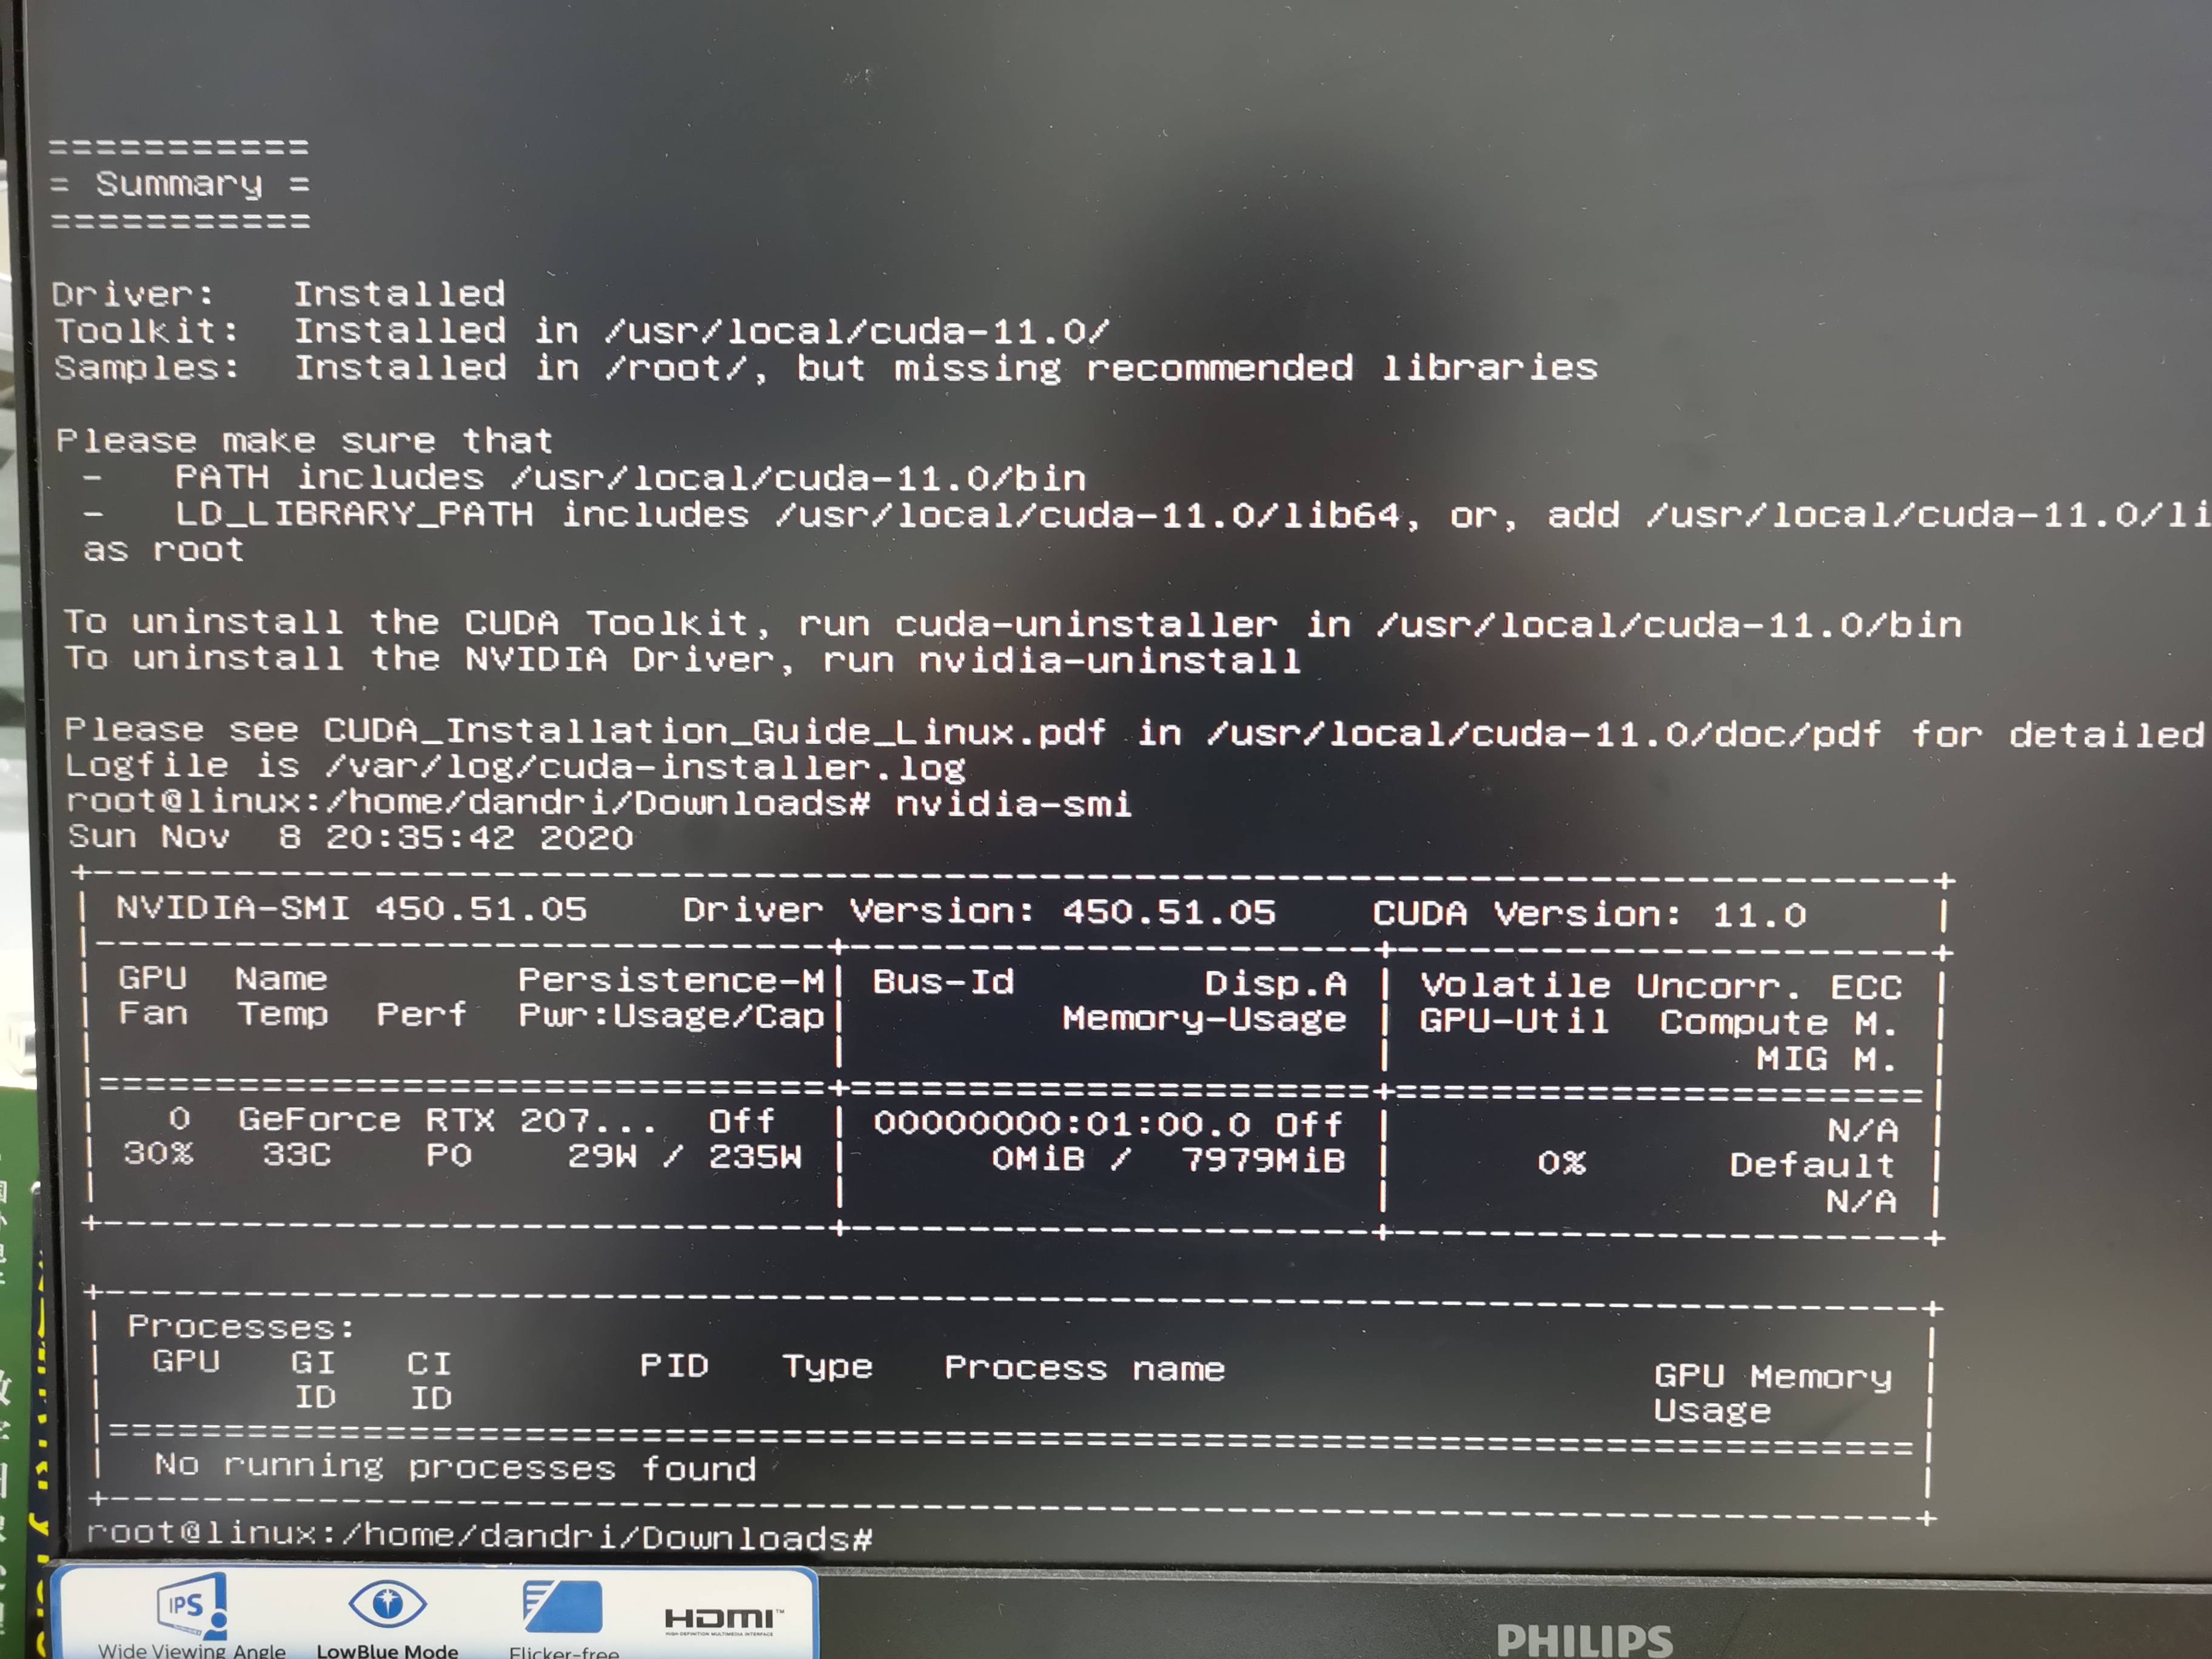 ===========
= Summary =
===========
Driver:   Installed
Toolkit:  Installed in /usr/local/cuda-11.0/
Samples:  Installed in /root/, but missing recommended libraries
Please make sure that
 -   PATH includes /usr/local/cuda-11.0/bin
 -   LD_LIBRARY_PATH includes /usr/local/cuda-11.0/lib64, or, add /usr/local/cuda-11.0/li
as root
To uninstall the CUDA Toolkit, run cuda-uninstaller in /usr/local/cuda-11.0/bin
To uninstall the NVIDIA Driver, run nvidia-uninstall
Please see CUDA_Installation_Guide_Linux.pdf in /usr/local/cuda-11.0/doc/pdf for detailed
Logfile is /var/log/cuda-installer.log
root@linux:/home/dandri/Downloads# nvidia-smi
Sun Nov  8 20:35:42 2020
NVIDIA-SMI 450.51.05    Driver Version: 450.51.05    CUDA Version: 11.0
GPU  Name        Persistence-M| Bus-Id        Disp.A | Volatile Uncorr. ECC
Fan  Temp  Perf  Pwr:Usage/Cap|         Memory-Usage | GPU-Util  Compute M.
MIG M.
0  GeForce RTX 207...  Off  | 00000000:01:00.0 Off |                  N/A
30%   33C    P0    29W / 235W |      0MiB /  7979MiB |      0%      Default
N/A
Processes:
GPU   GI   CI        PID   Type   Process name                  GPU Memory
ID   ID                                                   Usage
No running processes found
root@linux:/home/dandri/Downloads#
IPS
HDMI™
Wide Viewing Angle
LowBlue Mode
Flicker-free
PHILIPS